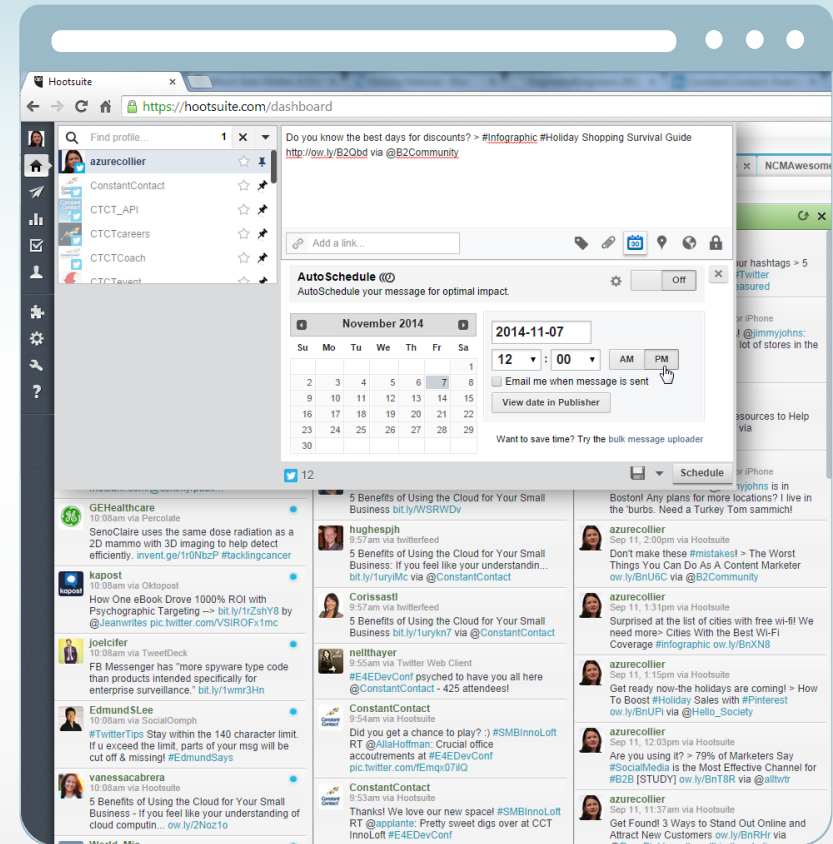 Hootsuite
https://hootsuite.com/dashboard
Find profile... 1
azurecollier
ConstantContact
CTCT_API
CTCTcareers
CTCTCoach
CTCTevent
Do you know the best days for discounts? > #Infographic #Holiday Shopping Survival Guide
http://ow.ly/B2Qbd via @B2Community
Add a link...
30
AutoSchedule
AutoSchedule your message for optimal impact.
Off
November 2014
Su Mo Tu We Th Fr Sa
1
2 3 4 5 6 7 8
9 10 11 12 13 14 15
16 17 18 19 20 21 22
23 24 25 26 27 28 29
30
2014-11-07
12 : 00 AM PM
Email me when message is sent
View date in Publisher
Want to save time? Try the bulk message uploader
12
Schedule
NCMAwesome
ur hashtags > 5
#Twitter
easured
or iPhone
! @jimmyjohns:
lot of stores in the
esources to Help
via
GEHealthcare
10:08am via Percolate
SenoClaire uses the same dose radiation as a
2D mammo with 3D imaging to help detect
efficiently. invent.ge/1r0NbzP #tacklingcancer
kapost
10:08am via Oktopost
How One eBook Drove 1000% ROI with
Psychographic Targeting --> bit.ly/1rZshY8 by
@Jeanwrites pic.twitter.com/VSIROFx1mc
joelcifer
10:08am via TweetDeck
FB Messenger has "more spyware type code
than products intended specifically for
enterprise surveillance." bit.ly/1wmr3Hn
EdmundSLee
10:08am via SocialOomph
#TwitterTips Stay within the 140 character limit.
If u exceed the limit, parts of your msg will be
cut off & missing! #EdmundSays
vanessacabrera
10:08am via Hootsuite
5 Benefits of Using the Cloud for Your Small
Business - If you feel like your understanding of
cloud computin... ow.ly/2Noz1o
5 Benefits of Using the Cloud for Your Small
Business bit.ly/WSRWDv
hughespjh
9:57am via twitterfeed
5 Benefits of Using the Cloud for Your Small
Business: If you feel like your understandin...
bit.ly/1uryiMc via @ConstantContact
Corissastl
9:57am via twitterfeed
5 Benefits of Using the Cloud for Your Small
Business bit.ly/1urykn7 via @ConstantContact
nellthayer
9:55am via Twitter Web Client
#E4EDevConf psyched to have you all here
@ConstantContact - 425 attendees!
ConstantContact
9:54am via Hootsuite
Did you get a chance to play? :) #SMBInnoLoft
RT @AllaHoffman: Crucial office
accoutrements at #E4EDevConf
pic.twitter.com/fEmqx07iIQ
ConstantContact
9:53am via Hootsuite
Thanks! We love our new space! #SMBInnoLoft
RT @applante: Pretty sweet digs over at CCT
InnoLoft #E4EDevConf
or iPhone
myjohns is in
Boston! Any plans for more locations? I live in
the 'burbs. Need a Turkey Tom sammich!
azurecollier
Sep 11, 2:00pm via Hootsuite
Don't make these #mistakes! > The Worst
Things You Can Do As A Content Marketer
ow.ly/BnU6C via @B2Community
azurecollier
Sep 11, 1:31pm via Hootsuite
Surprised at the list of cities with free wi-fi! We
need more> Cities With the Best Wi-Fi
Coverage #infographic ow.ly/BnXN8
azurecollier
Sep 11, 1:15pm via Hootsuite
Get ready now-the holidays are coming! > How
To Boost #Holiday Sales with #Pinterest
ow.ly/BnUPi via @Hello_Society
azurecollier
Sep 11, 12:03pm via Hootsuite
Are you using it? > 79% of Marketers Say
#SocialMedia is the Most Effective Channel for
#B2B [STUDY] ow.ly/BnT8R via @alltwtr
azurecollier
Sep 11, 11:37am via Hootsuite
Get Found! 3 Ways to Stand Out Online and
Attract New Customers ow.ly/BnRHr via